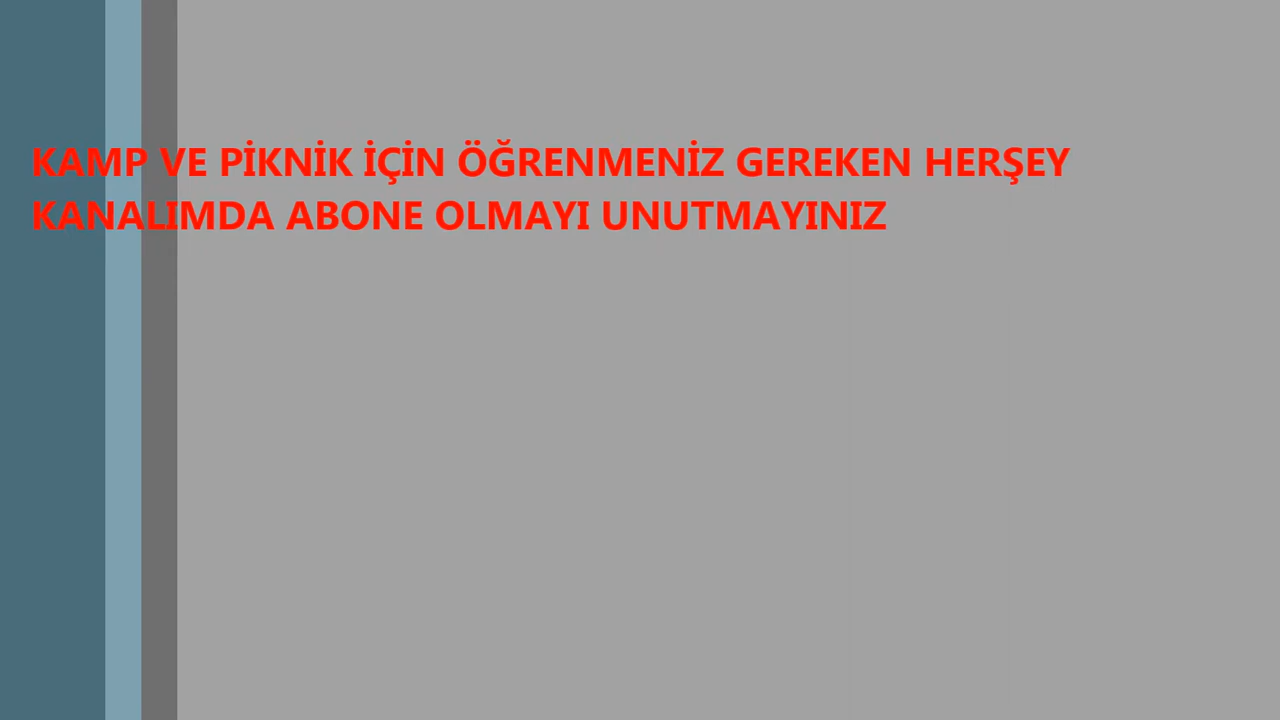 KAMP VE PİKNİK İÇİN ÖĞRENMENİZ GEREKEN HERŞEY
KANALIMDA ABONE OLMAYI UNUTMAYINIZ